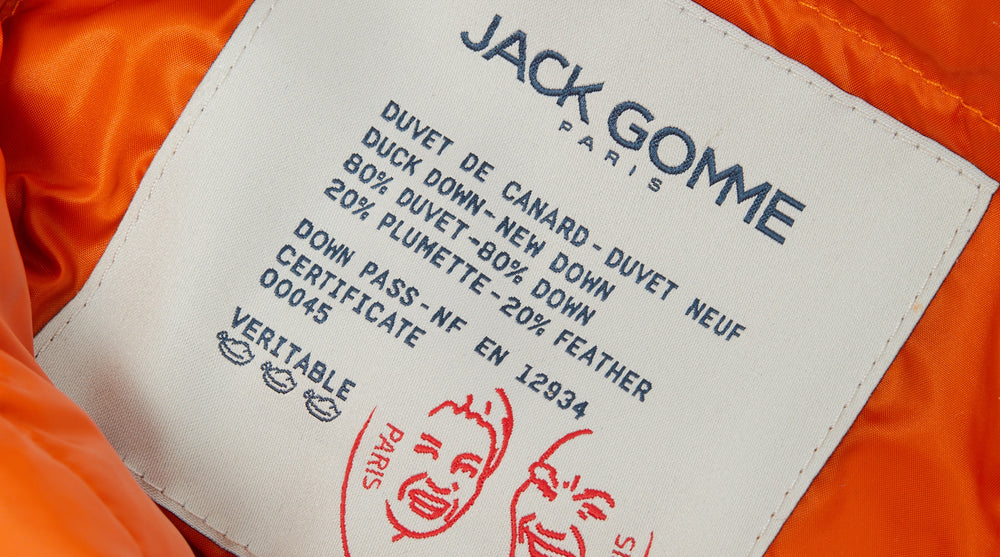 JACK GOMME
PARIS
DUVET DE CANARD-DUVET NEUF
DUCK DOWN-NEW DOWN
80% DUVET-80% DOWN
20% PLUMETTE-20% FEATHER
DOWN PASS-NF EN 12934
CERTIFICATE
00045
VERITABLE
PARIS